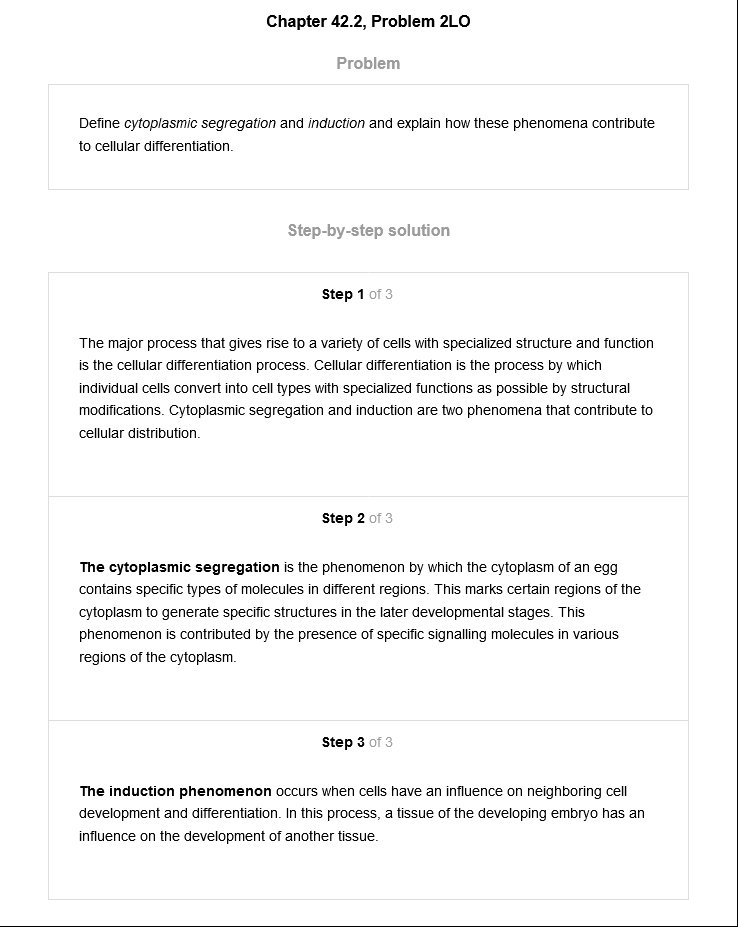 Chapter 42.2, Problem 2LO
Problem
Define cytoplasmic segregation and induction and explain how these phenomena contribute
to cellular differentiation.
Step-by-step solution
Step 1 of 3
The major process that gives rise to a variety of cells with specialized structure and function
is the cellular differentiation process. Cellular differentiation is the process by which
individual cells convert into cell types with specialized functions as possible by structural
modifications. Cytoplasmic segregation and induction are two phenomena that contribute to
cellular distribution.
Step 2 of 3
The cytoplasmic segregation is the phenomenon by which the cytoplasm of an egg
contains specific types of molecules in different regions. This marks certain regions of the
cytoplasm to generate specific structures in the later developmental stages. This
phenomenon is contributed by the presence of specific signalling molecules in various
regions of the cytoplasm.
Step 3 of 3
The induction phenomenon occurs when cells have an influence on neighboring cell
development and differentiation. In this process, a tissue of the developing embryo has an
influence on the development of another tissue.